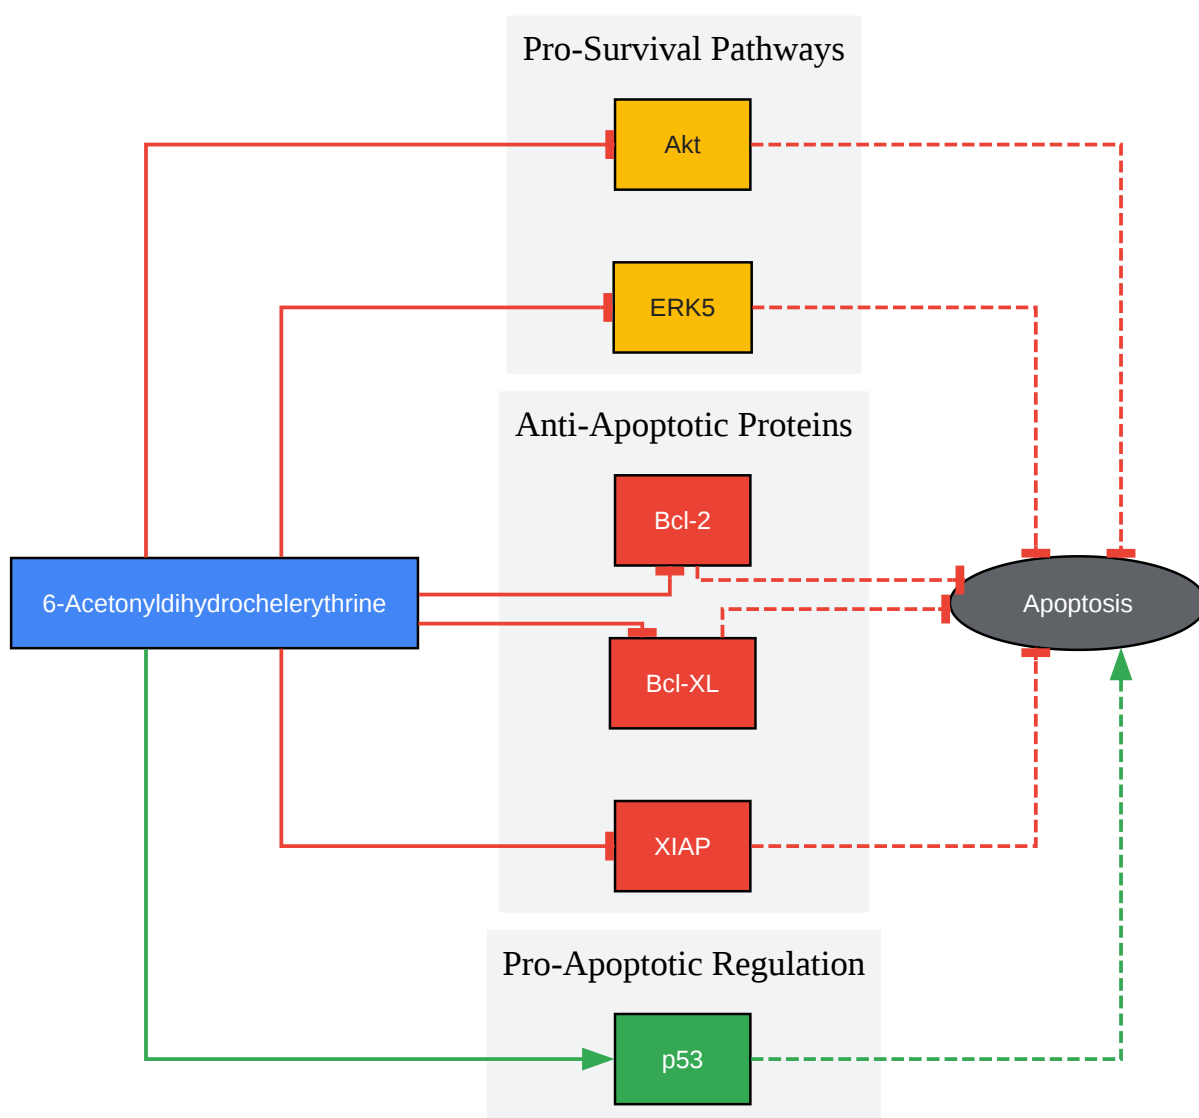 Pro-Survival Pathways
Akt
ERK5
Anti-Apoptotic Proteins
Bcl-2
6-Acetonyldihydrochelerythrine
Apoptosis
Bcl-XL
XIAP
Pro-Apoptotic Regulation
p53